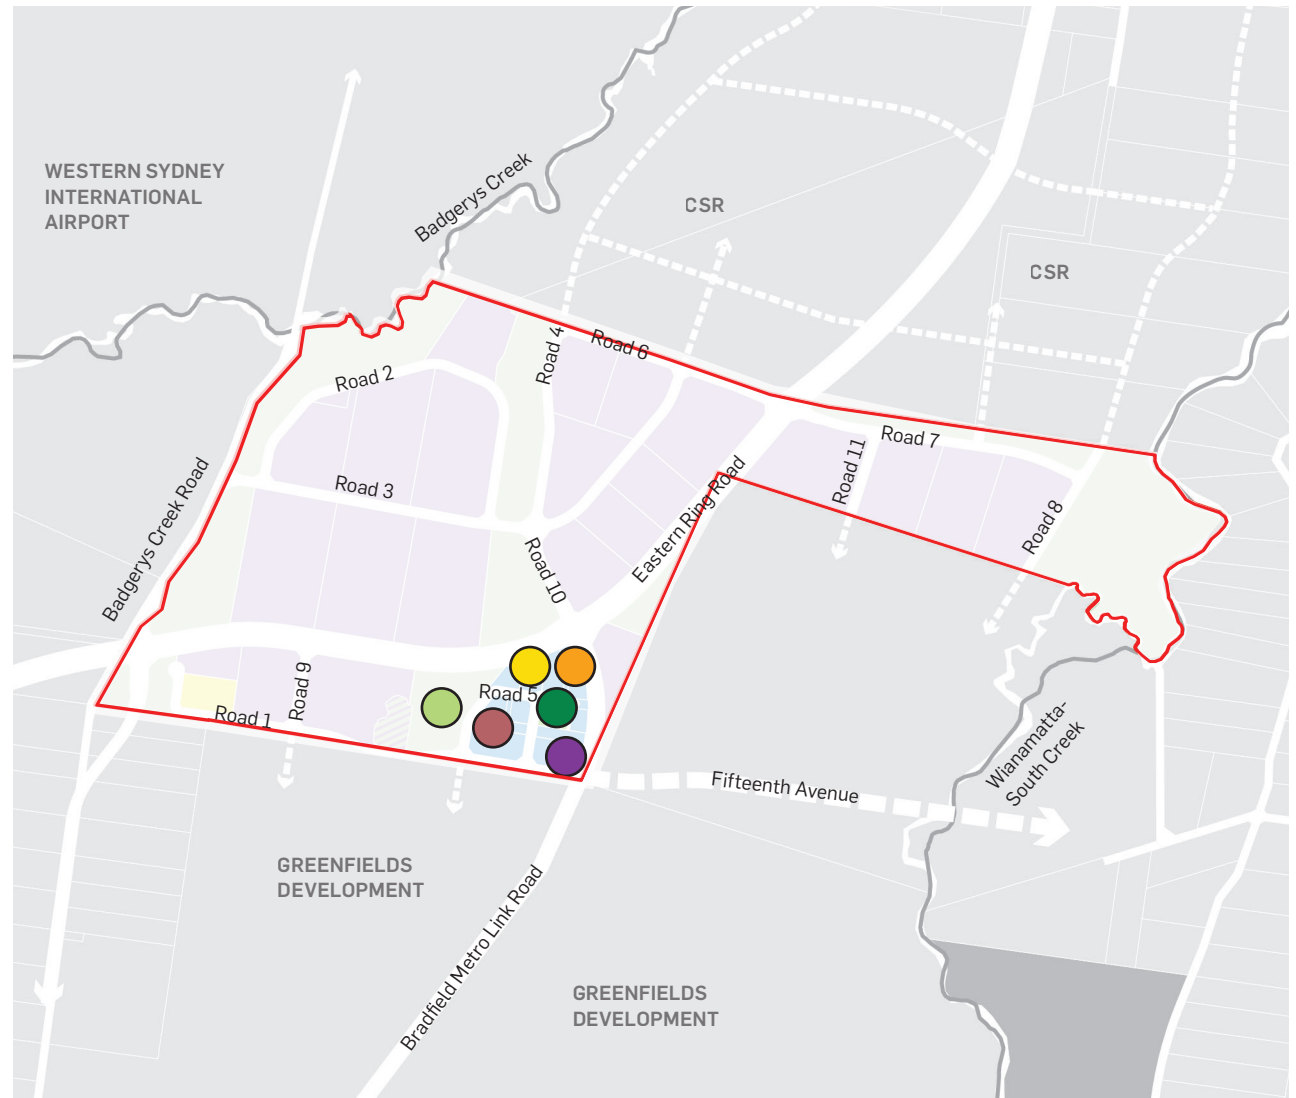 WESTERN SYDNEY
INTERNATIONAL
AIRPORT
Badgerys Creek
CSR
CSR
Road 4
Road 6
Road 2
Road 7
Road 11
Road 3
Eastern Ring Road
Road 8
Badgerys Creek Road
Road 10
Road 9
Road 5
Road 1
Wianamatta-
South Creek
Fifteenth Avenue
GREENFIELDS
DEVELOPMENT
Bradfield Metro Link Road
GREENFIELDS
DEVELOPMENT